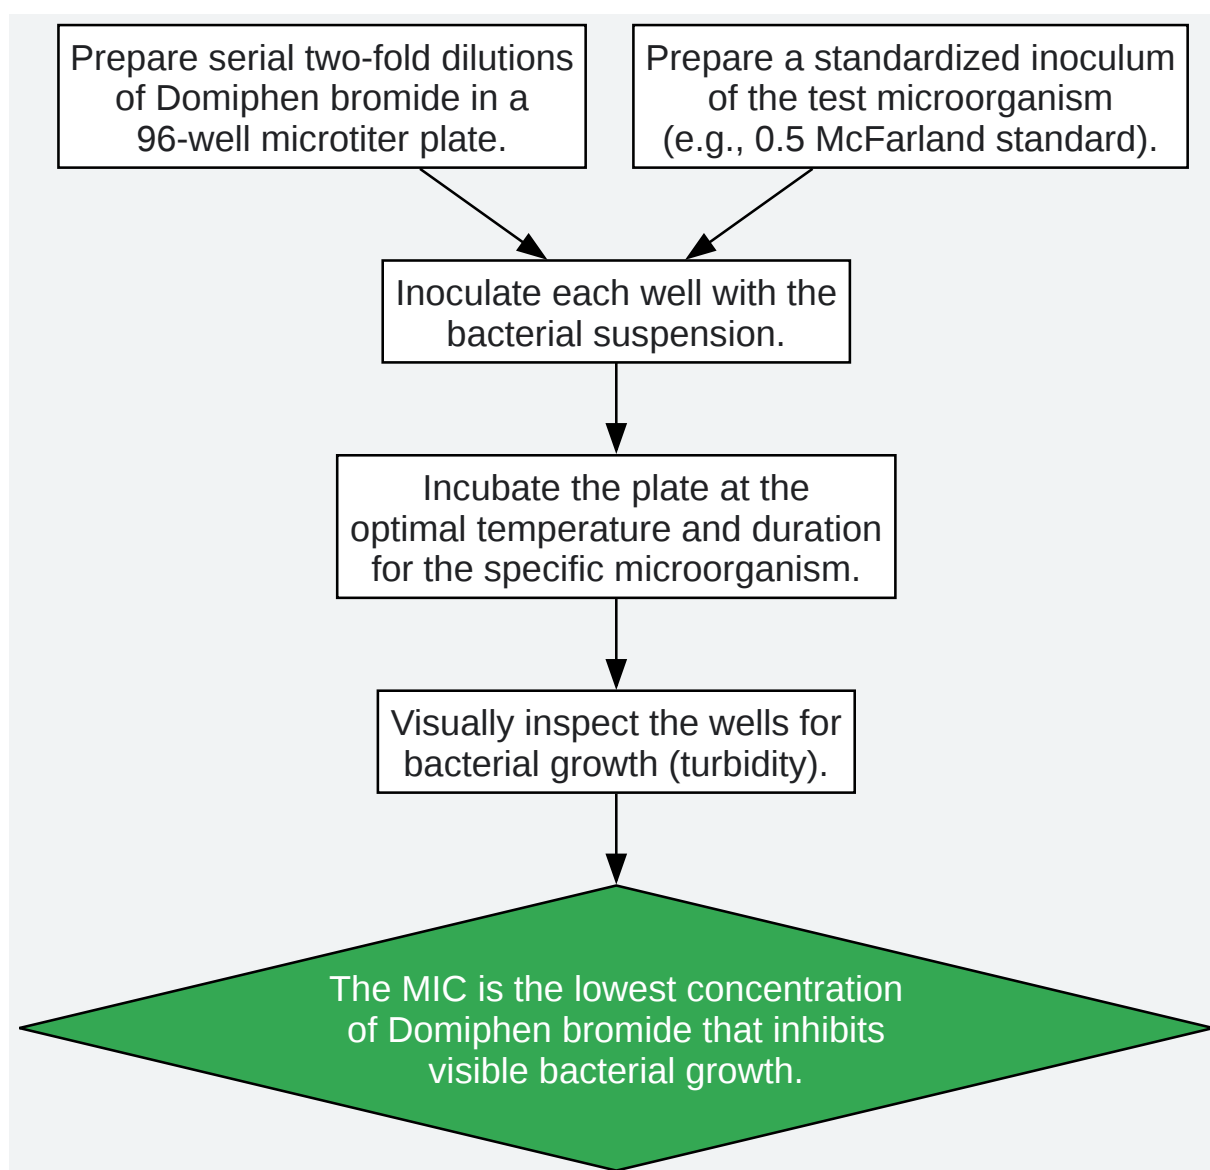 Prepare serial two-fold dilutions
of Domiphen bromide in a
96-well microtiter plate.
Prepare a standardized inoculum
of the test microorganism
(e.g., 0.5 McFarland standard).
Inoculate each well with the
bacterial suspension.
Incubate the plate at the
optimal temperature and duration
for the specific microorganism.
Visually inspect the wells for
bacterial growth (turbidity).
The MIC is the lowest concentration
of Domiphen bromide that inhibits
visible bacterial growth.